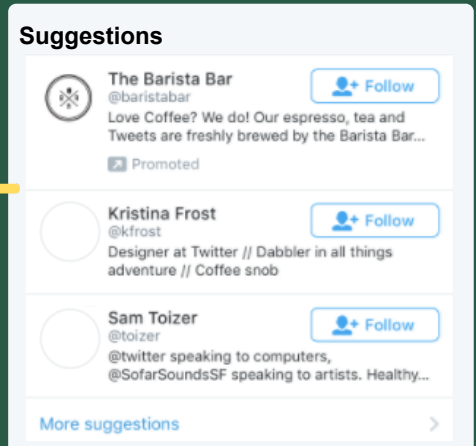 Suggestions
The Barista Bar
Follow
@baristabar
Love Coffee? We do! Our espresso, tea and
Tweets are freshly brewed by the Barista Bar...
Promoted
Kristina Frost
Follow
@kfrost
Designer at Twitter // Dabbler in all things
adventure // Coffee snob
Sam Toizer
Follow
@toizer
@twitter speaking to computers,
@SofarSoundsSF speaking to artists. Healthy...
More suggestions